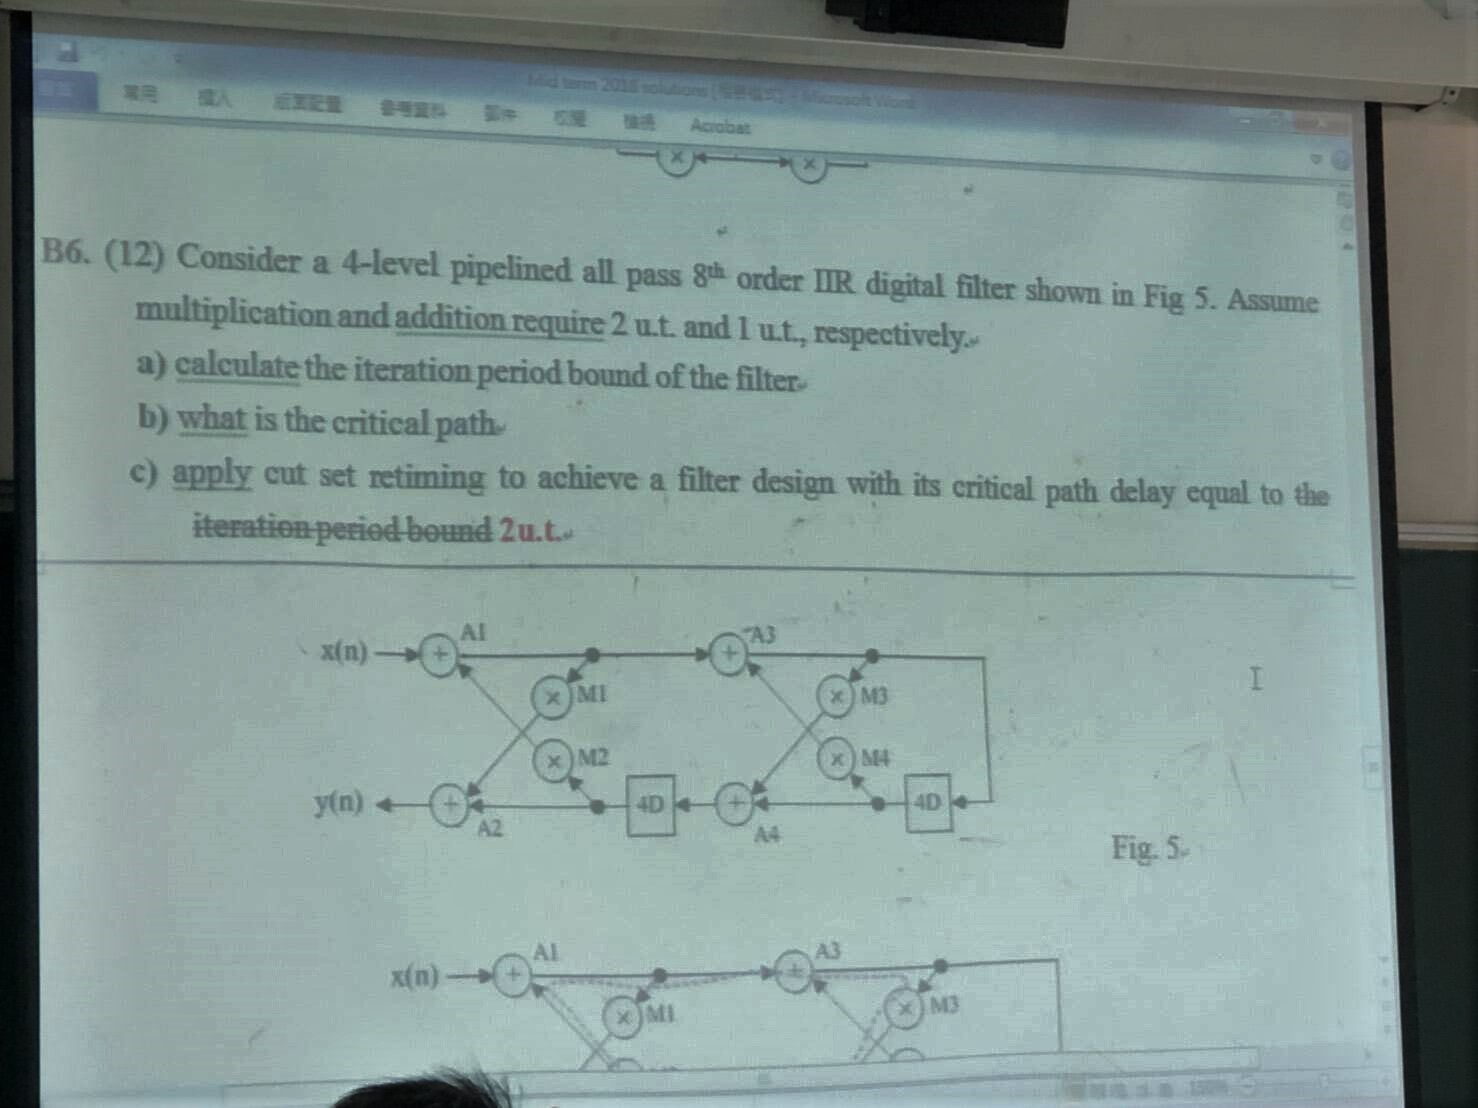 Mid term 2018 solutions [相容模式] - Microsoft Word
常用 插入 版面配置 參考資料 郵件 校閱 檢視 Acrobat
B6. (12) Consider a 4-level pipelined all pass 8th order IIR digital filter shown in Fig 5. Assume
multiplication and addition require 2 u.t. and 1 u.t., respectively.
a) calculate the iteration period bound of the filter
b) what is the critical path
c) apply cut set retiming to achieve a filter design with its critical path delay equal to the
iteration period bound 2u.t.
x(n) + A1 + A3
× M1 × M3
× M2 × M4
y(n) + A2 4D + A4 4D
Fig. 5
x(n) + A1 + A3
× M1 × M3